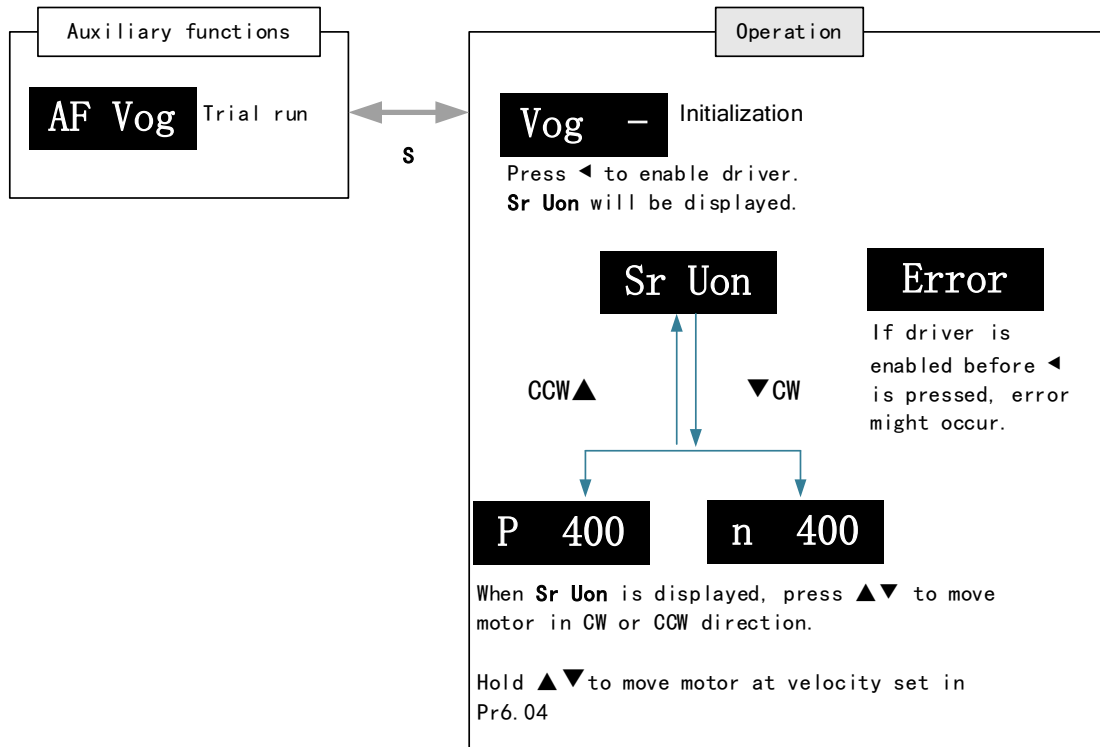 Auxiliary functions
AF Vog Trial run
S
Operation
Vog － Initialization
Press ◀ to enable driver.
Sr Uon will be displayed.
Sr Uon
Error
If driver is
enabled before ◀
is pressed, error
might occur.
CCW▲
▼CW
P 400
n 400
When Sr Uon is displayed, press ▲▼ to move
motor in CW or CCW direction.
Hold ▲▼to move motor at velocity set in
Pr6.04